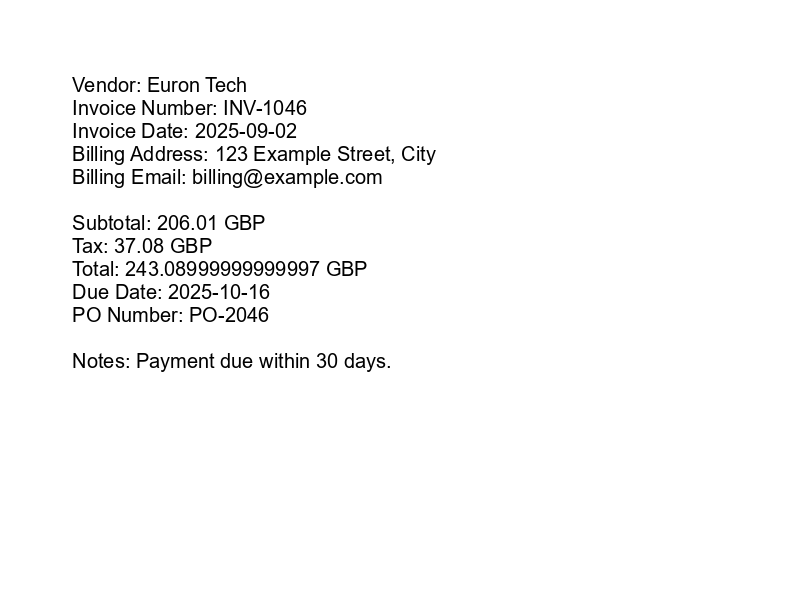 Vendor: Euron Tech
Invoice Number: INV-1046
Invoice Date: 2025-09-02
Billing Address: 123 Example Street, City
Billing Email: billing@example.com
Subtotal: 206.01 GBP
Tax: 37.08 GBP
Total: 243.08999999999997 GBP
Due Date: 2025-10-16
PO Number: PO-2046
Notes: Payment due within 30 days.